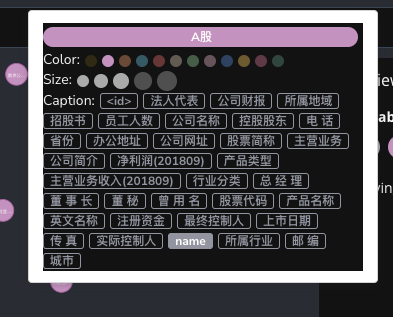 A股
Color:
Size:
Caption: <id> 法人代表 公司财报 所属地域
招股书 员工人数 公司名称 控股股东 电 话
省份 办公地址 公司网址 股票简称 主营业务
公司简介 净利润(201809) 产品类型
主营业务收入(201809) 行业分类 总 经 理
董 事 长 董 秘 曾 用 名 股票代码 产品名称
英文名称 注册资金 最终控制人 上市日期
传 真 实际控制人 name 所属行业 邮 编
城市